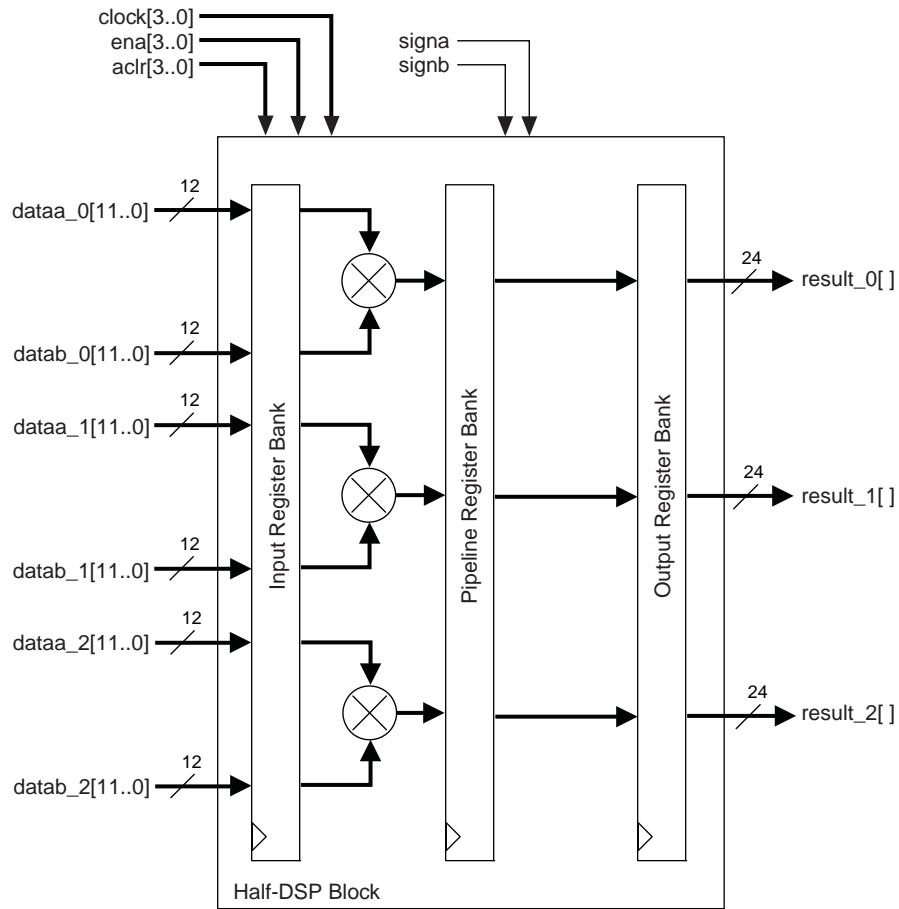 clock[3..0]
ena[3..0]
aclr[3..0]
signa
signb
12
dataa_0[11..0]
12
datab_0[11..0]
12
dataa_1[11..0]
12
datab_1[11..0]
12
dataa_2[11..0]
12
datab_2[11..0]
Input Register Bank
Pipeline Register Bank
Output Register Bank
24
result_0[ ]
24
result_1[ ]
24
result_2[ ]
Half-DSP Block